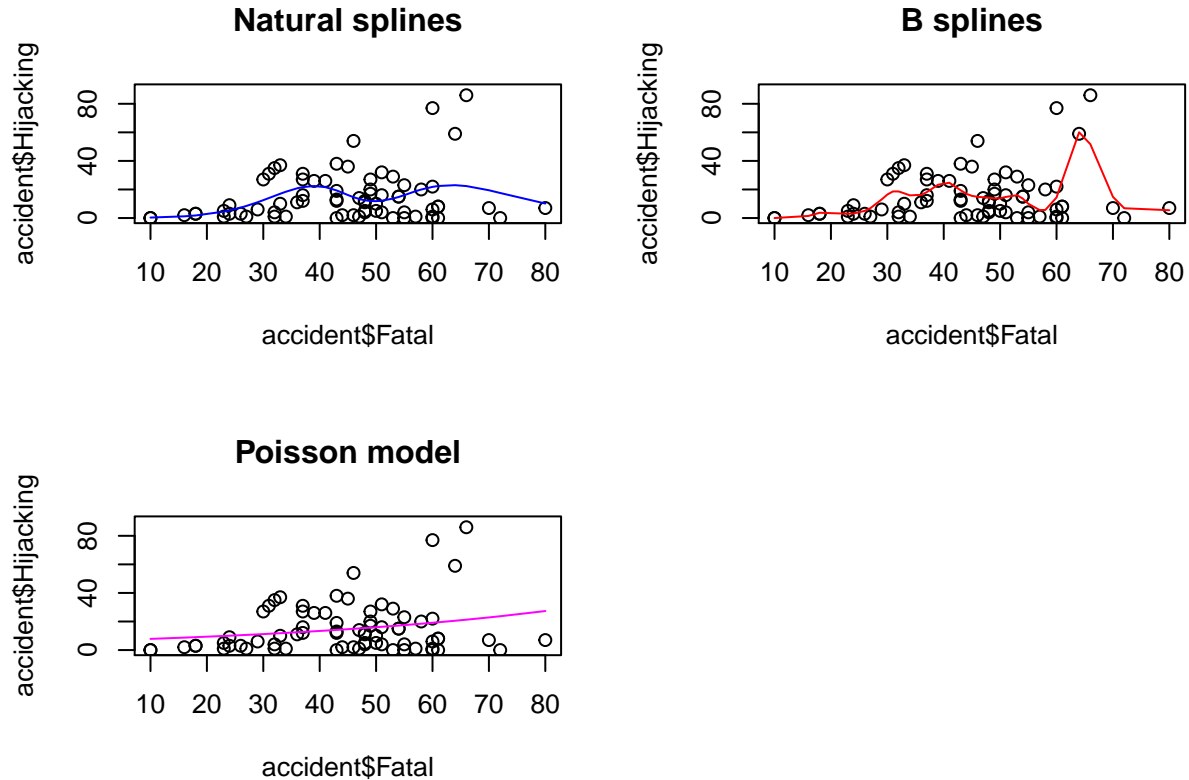 Natural splines
accident$Hijacking
80
40
0
10 20 30 40 50 60 70 80
accident$Fatal
B splines
accident$Hijacking
80
40
0
10 20 30 40 50 60 70 80
accident$Fatal
Poisson model
accident$Hijacking
80
40
0
10 20 30 40 50 60 70 80
accident$Fatal